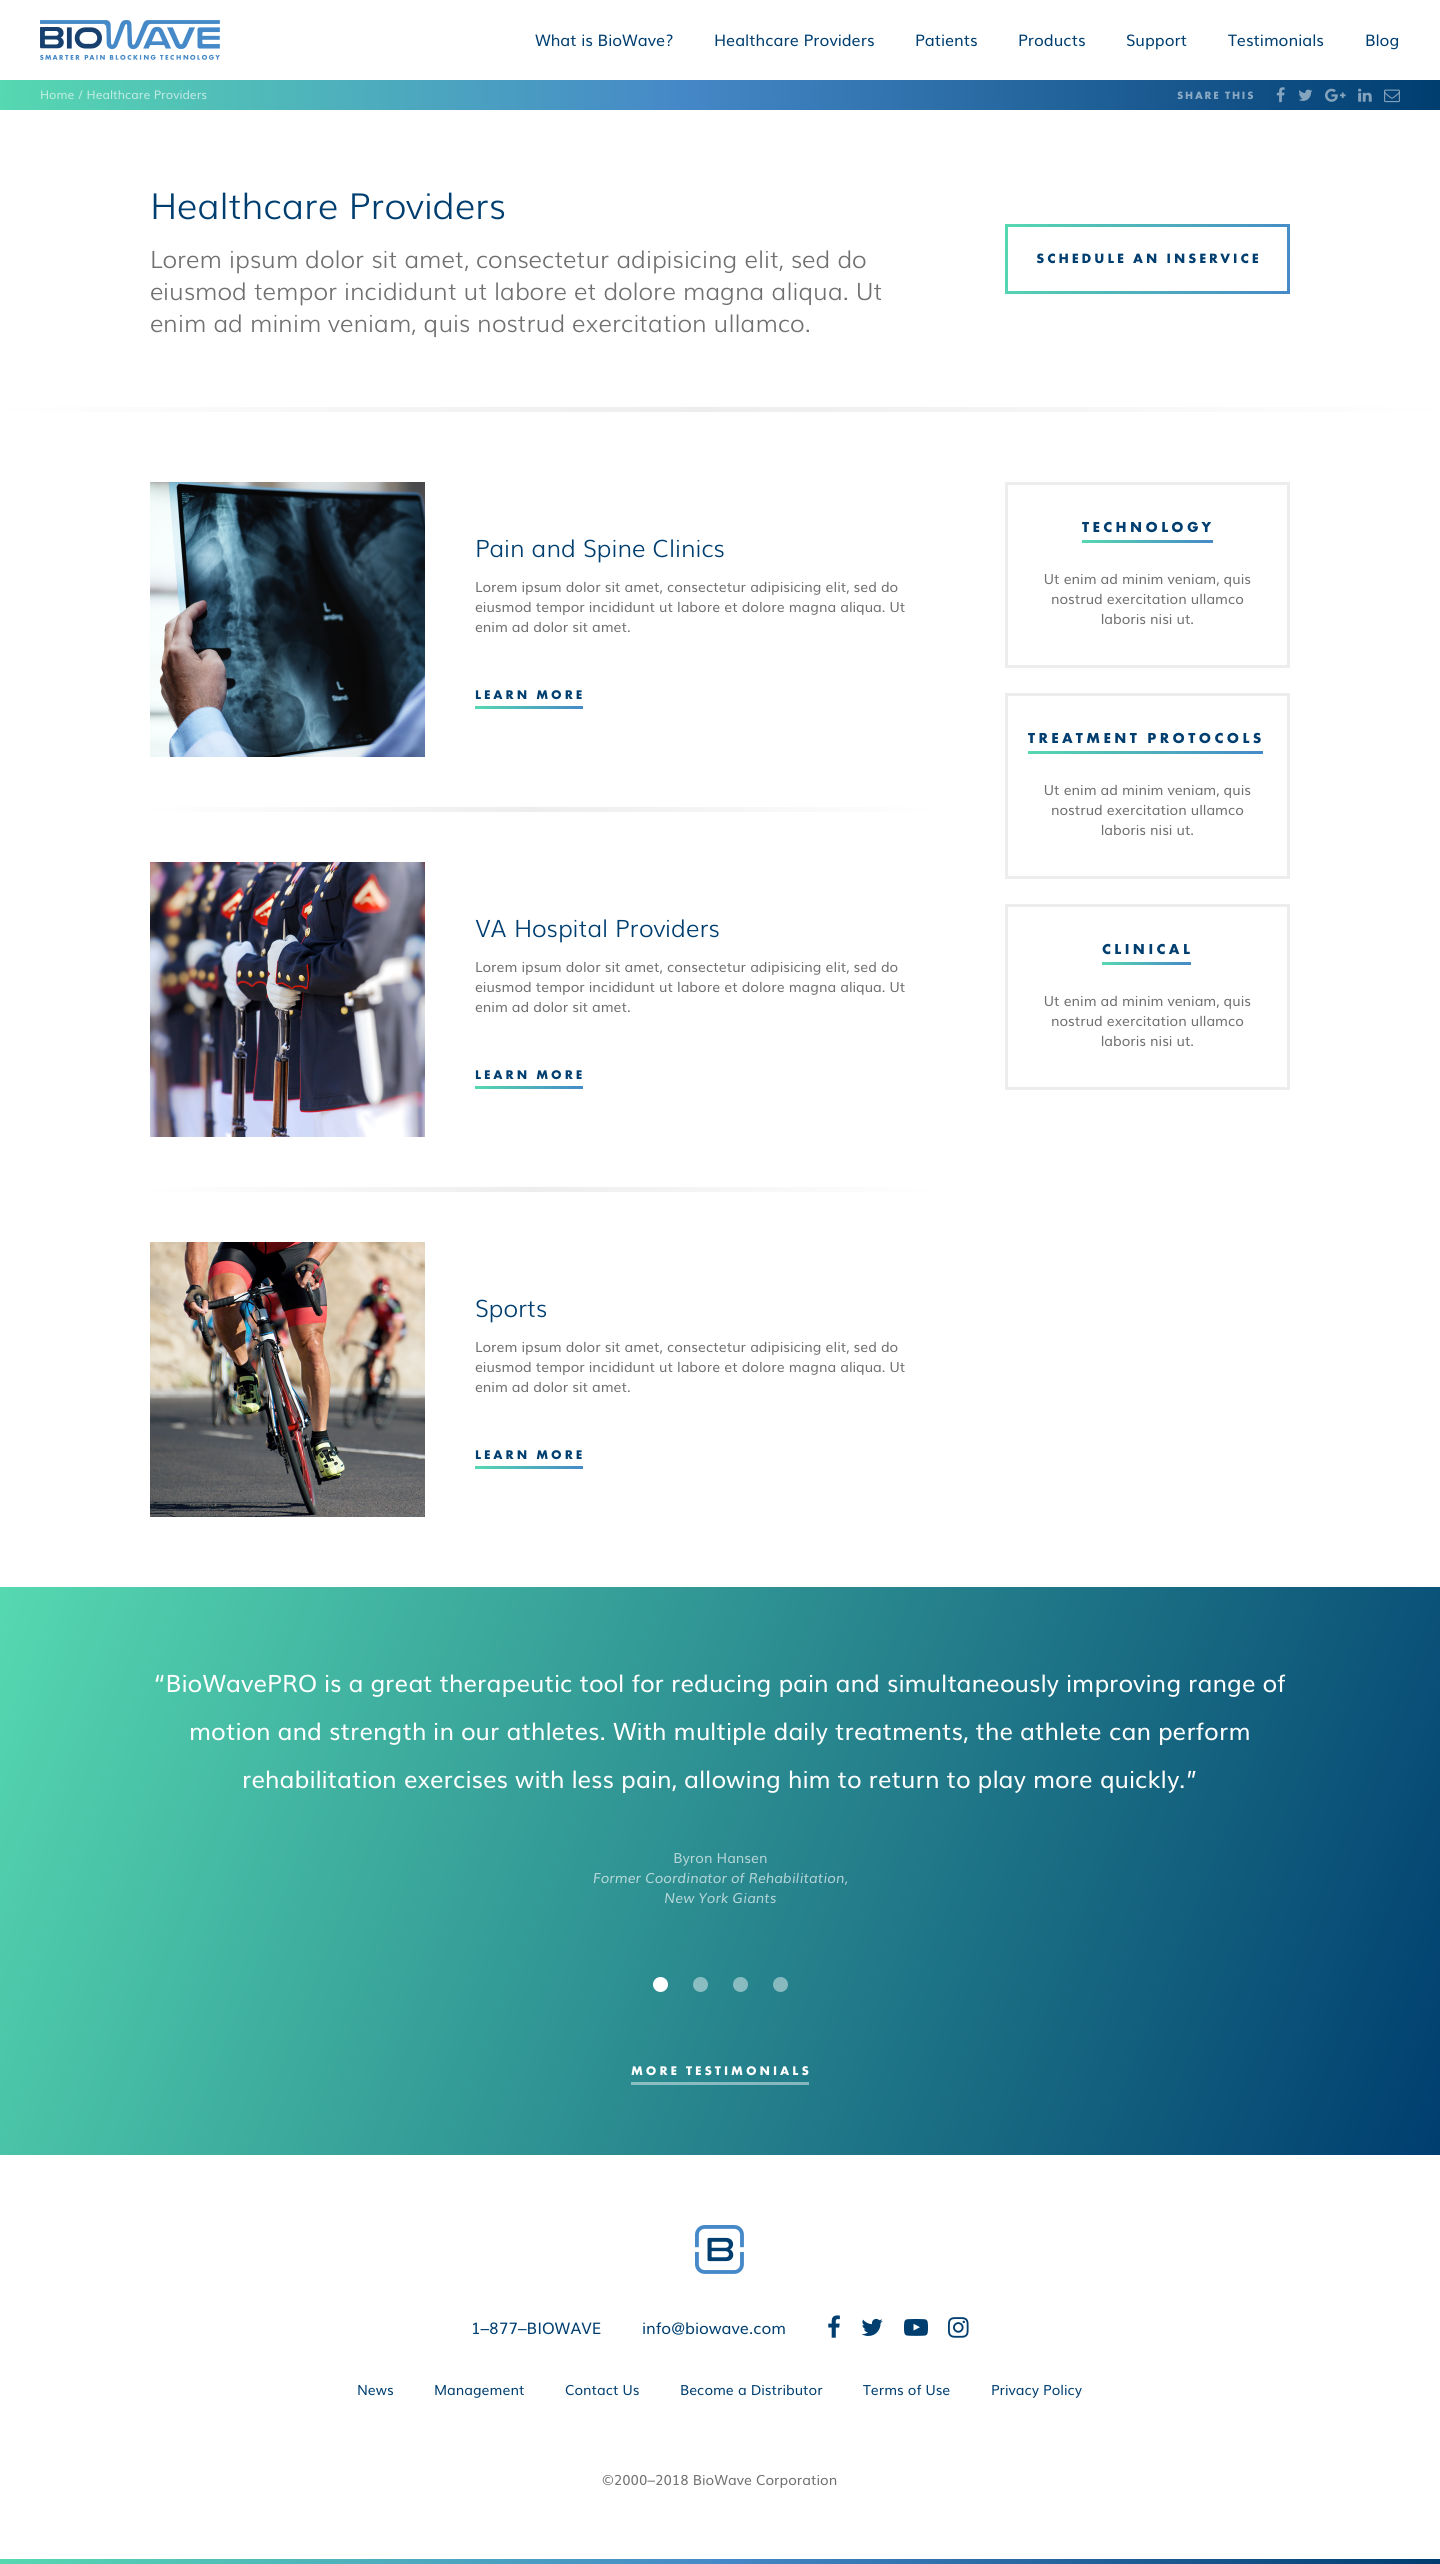 BIOWAVE
SMARTER PAIN BLOCKING TECHNOLOGY
What is BioWave? Healthcare Providers Patients Products Support Testimonials Blog
Home / Healthcare Providers
SHARE THIS
Healthcare Providers
Lorem ipsum dolor sit amet, consectetur adipisicing elit, sed do
eiusmod tempor incididunt ut labore et dolore magna aliqua. Ut
enim ad minim veniam, quis nostrud exercitation ullamco.
SCHEDULE AN INSERVICE
L
Standing
L
Stand
Pain and Spine Clinics
Lorem ipsum dolor sit amet, consectetur adipisicing elit, sed do
eiusmod tempor incididunt ut labore et dolore magna aliqua. Ut
enim ad dolor sit amet.
LEARN MORE
VA Hospital Providers
Lorem ipsum dolor sit amet, consectetur adipisicing elit, sed do
eiusmod tempor incididunt ut labore et dolore magna aliqua. Ut
enim ad dolor sit amet.
LEARN MORE
Sports
Lorem ipsum dolor sit amet, consectetur adipisicing elit, sed do
eiusmod tempor incididunt ut labore et dolore magna aliqua. Ut
enim ad dolor sit amet.
LEARN MORE
TECHNOLOGY
Ut enim ad minim veniam, quis
nostrud exercitation ullamco
laboris nisi ut.
TREATMENT PROTOCOLS
Ut enim ad minim veniam, quis
nostrud exercitation ullamco
laboris nisi ut.
CLINICAL
Ut enim ad minim veniam, quis
nostrud exercitation ullamco
laboris nisi ut.
“BioWavePRO is a great therapeutic tool for reducing pain and simultaneously improving range of
motion and strength in our athletes. With multiple daily treatments, the athlete can perform
rehabilitation exercises with less pain, allowing him to return to play more quickly.”
Byron Hansen
Former Coordinator of Rehabilitation,
New York Giants
MORE TESTIMONIALS
B
1–877–BIOWAVE info@biowave.com
News Management Contact Us Become a Distributor Terms of Use Privacy Policy
©2000–2018 BioWave Corporation